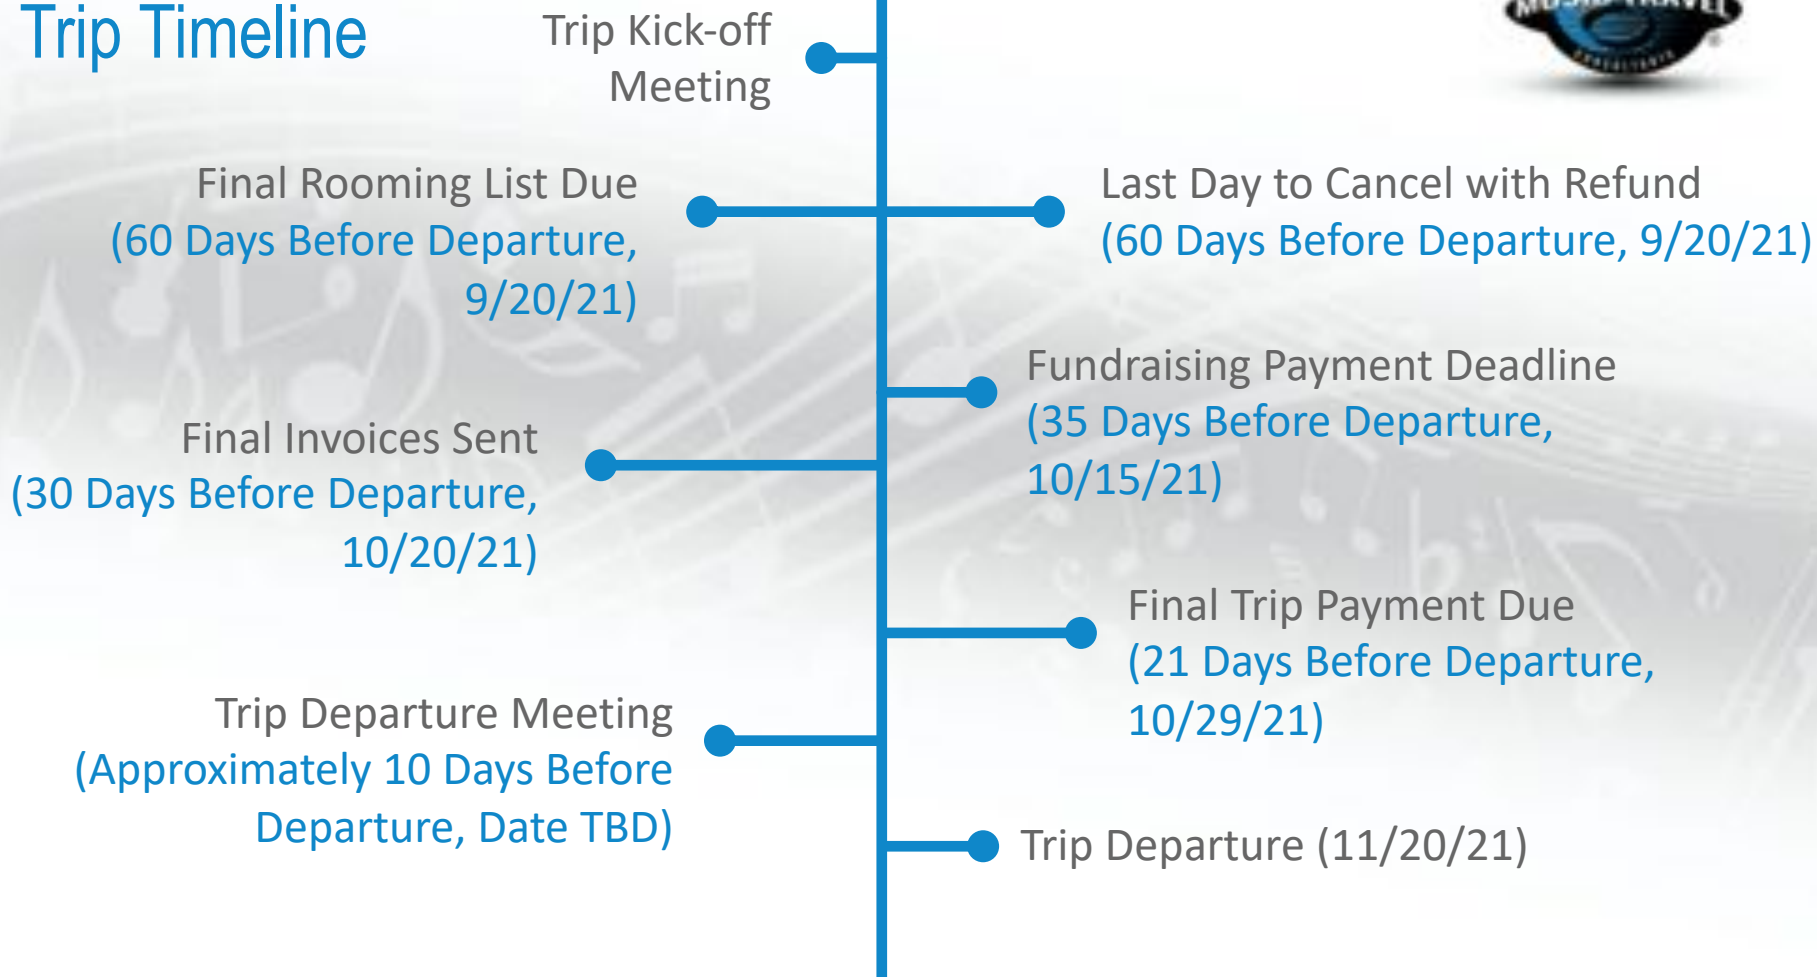 Trip Timeline
Trip Kick-off
Meeting
MUSIC TRAVEL
CONSULTANTS
Final Rooming List Due
(60 Days Before Departure,
9/20/21)
Last Day to Cancel with Refund
(60 Days Before Departure, 9/20/21)
Fundraising Payment Deadline
(35 Days Before Departure,
10/15/21)
Final Invoices Sent
(30 Days Before Departure,
10/20/21)
Final Trip Payment Due
(21 Days Before Departure,
10/29/21)
Trip Departure Meeting
(Approximately 10 Days Before
Departure, Date TBD)
Trip Departure (11/20/21)